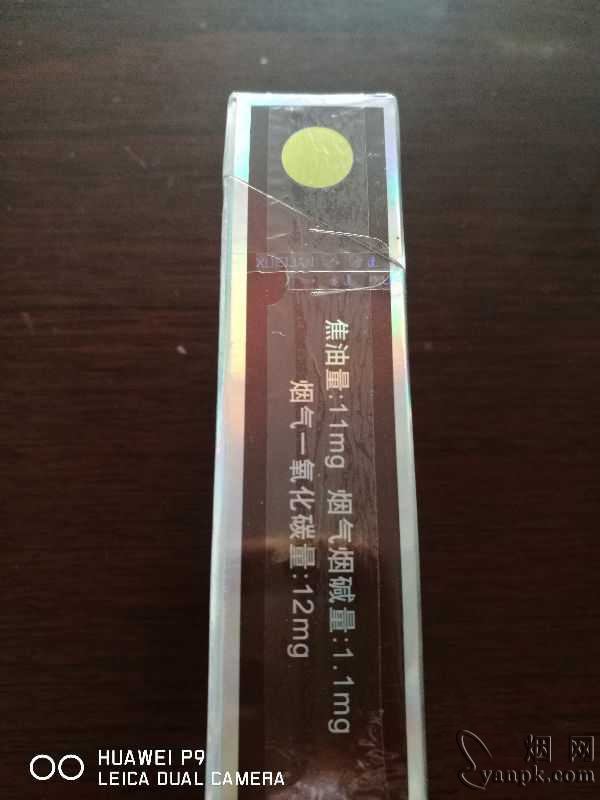 焦油量:11mg 烟气烟碱量:1.1mg
烟气一氧化碳量:12mg
HUAWEI P9
LEICA DUAL CAMERA
烟网
yanpk.com